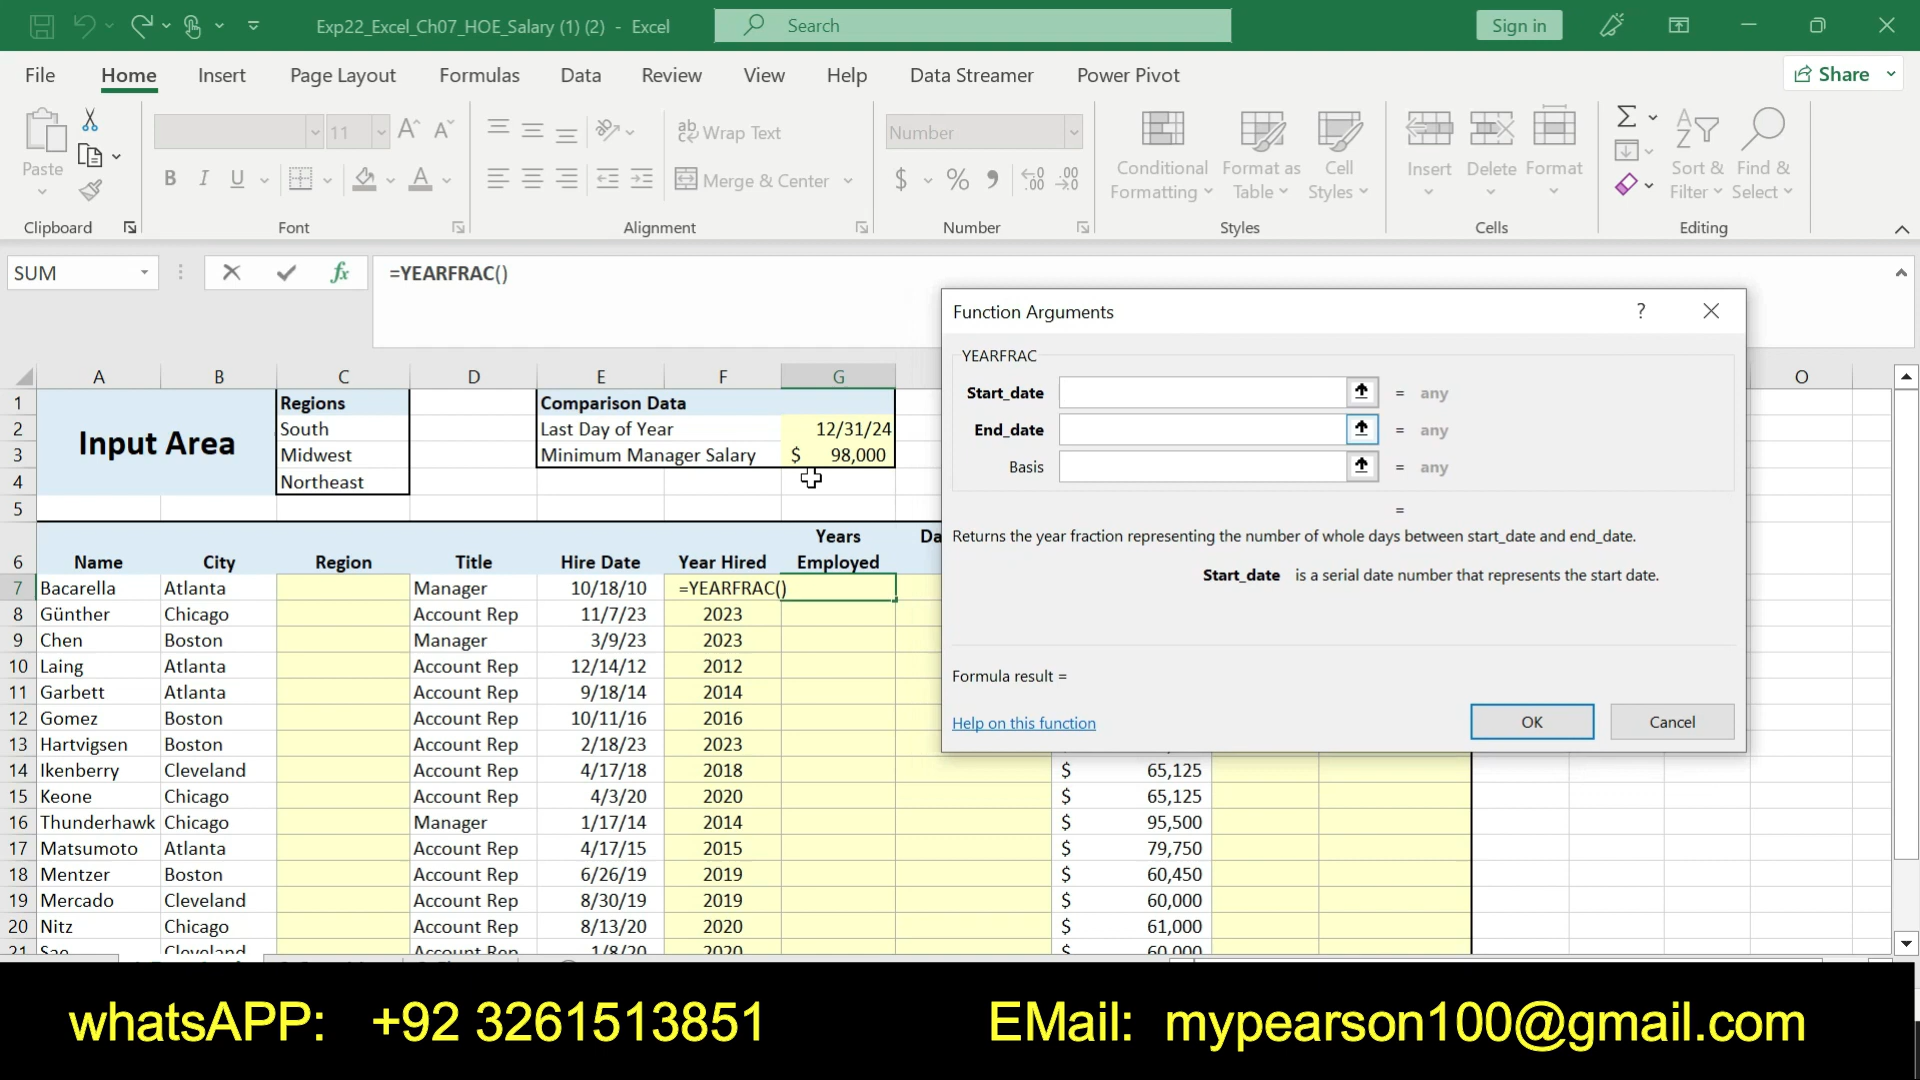 Exp22_Excel_Ch07_HOE_Salary (1) (2) - Excel
Search
Sign in
File Home Insert Page Layout Formulas Data Review View Help Data Streamer Power Pivot
Share
Paste
11
Wrap Text
Merge & Center
Number
Conditional Formatting
Format as Table
Cell Styles
Insert
Delete
Format
Sort & Filter
Find & Select
Clipboard
Font
Alignment
Number
Styles
Cells
Editing
SUM
fx
=YEARFRAC()
Function Arguments
YEARFRAC
Start_date = any
End_date = any
Basis = any
=
Returns the year fraction representing the number of whole days between start_date and end_date.
Start_date is a serial date number that represents the start date.
Formula result =
Help on this function
OK
Cancel
A B C D E F G O
1 Regions Comparison Data
Input Area
2 South Last Day of Year 12/31/24
3 Midwest Minimum Manager Salary $ 98,000
4 Northeast
5
Years Da
6 Name City Region Title Hire Date Year Hired Employed
7 Bacarella Atlanta Manager 10/18/10 =YEARFRAC()
8 Günther Chicago Account Rep 11/7/23 2023
9 Chen Boston Manager 3/9/23 2023
10 Laing Atlanta Account Rep 12/14/12 2012
11 Garbett Atlanta Account Rep 9/18/14 2014
12 Gomez Boston Account Rep 10/11/16 2016
13 Hartvigsen Boston Account Rep 2/18/23 2023
14 Ikenberry Cleveland Account Rep 4/17/18 2018 $ 65,125
15 Keone Chicago Account Rep 4/3/20 2020 $ 65,125
16 Thunderhawk Chicago Manager 1/17/14 2014 $ 95,500
17 Matsumoto Atlanta Account Rep 4/17/15 2015 $ 79,750
18 Mentzer Boston Account Rep 6/26/19 2019 $ 60,450
19 Mercado Cleveland Account Rep 8/30/19 2019 $ 60,000
20 Nitz Chicago Account Rep 8/13/20 2020 $ 61,000
21 Sao Cleveland Account Rep 1/8/20 2020 $ 60,000
whatsAPP: +92 3261513851
EMail: mypearson100@gmail.com